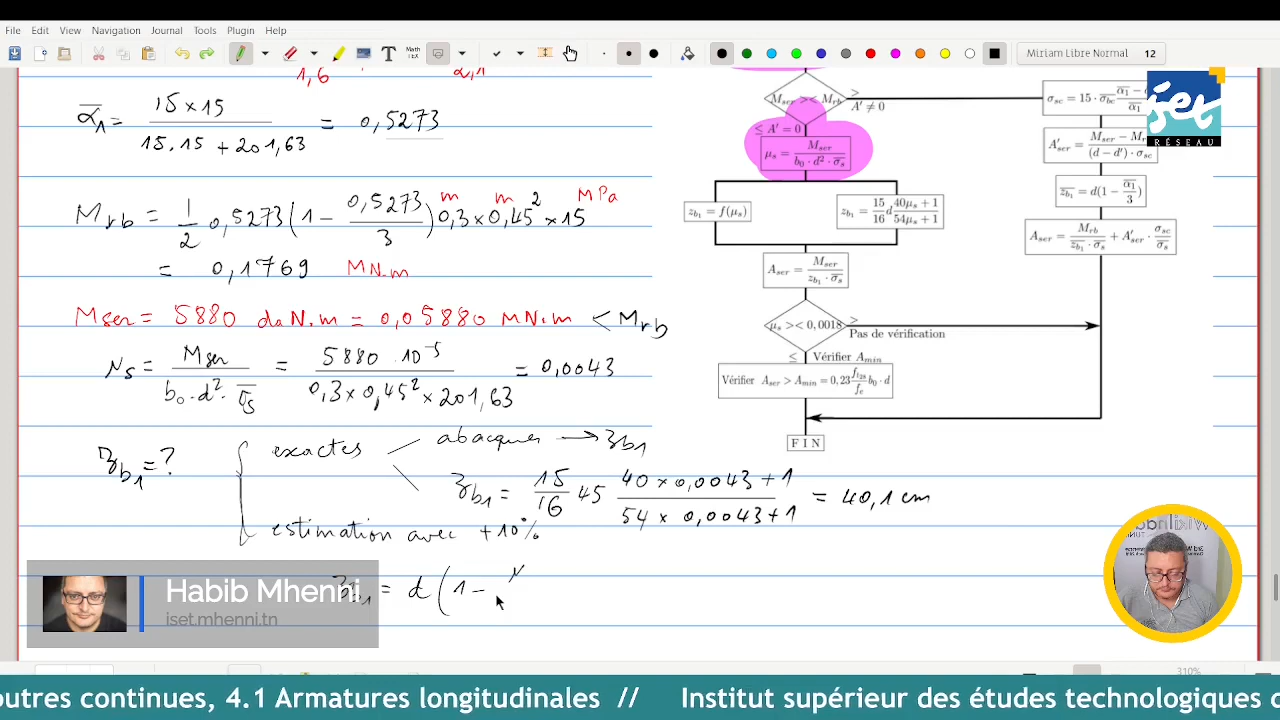 File Edit View Navigation Journal Tools Plugin Help
Miriam Libre Normal 12
1,6 2,1
ᾱ₁ = (15 × 15) / (15.15 + 201,63) = 0,5273
Mrb = 1/2 0,5273 (1 - 0,5273/3) 0,3 × 0,45² × 15
m m MPa
= 0,1769 MN.m
Mser = 5880 daN.m = 0,05880 MN.m < Mrb
μs = Mser / (b₀.d².σ̄s) = 5880.10⁻⁵ / (0,3 × 0,45² × 201,63) = 0,0043
zb₁ = ?
exactes
abacques → zb₁
zb₁ = 15/16 45 (40 × 0,0043 + 1) / (54 × 0,0043 + 1) = 40,1 cm
estimation avec +10%
zb₁ = d (1 -
Mser >< Mrb
>
A' ≠ 0
≤ A' = 0
μs = Mser / (b₀ · d² · σ̄s)
zb₁ = f(μs)
zb₁ = 15/16 d (40μs + 1) / (54μs + 1)
Aser = Mser / (zb₁ · σ̄s)
μs >< 0,0018
>
Pas de vérification
≤ Vérifier Amin
Vérifier Aser > Amin = 0,23 ft28/fe b₀ · d
F I N
A'ser = (Mser − M) / ((d − d') · σsc)
z̄b₁ = d(1 − ᾱ₁/3)
Aser = Mrb / (z̄b₁ · σ̄s) + A'ser · σsc/σ̄s
iset
RÉSEAU
Habib Mhenni
iset.mhenni.tn
310%
outres continues, 4.1 Armatures longitudinales // Institut supérieur des études technologiques